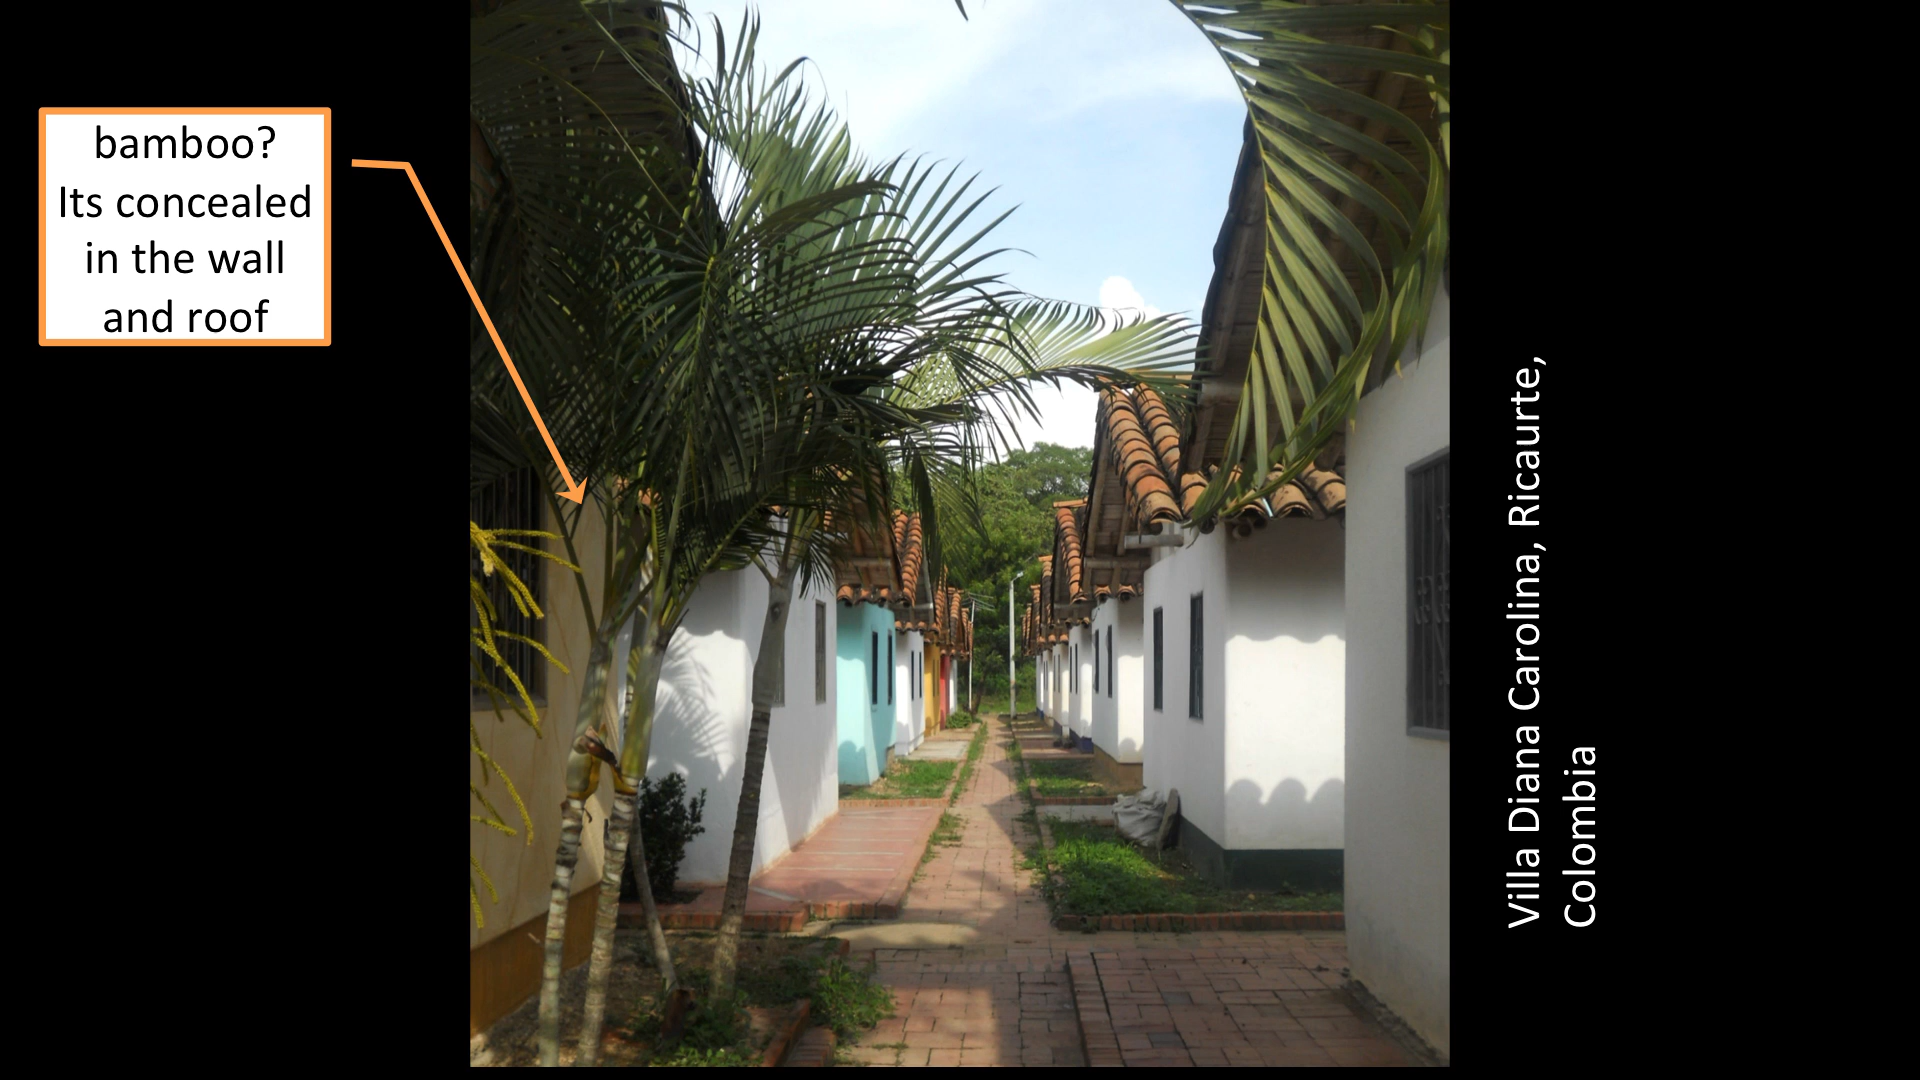 bamboo?
Its concealed
in the wall
and roof
Villa Diana Carolina, Ricaurte,
Colombia